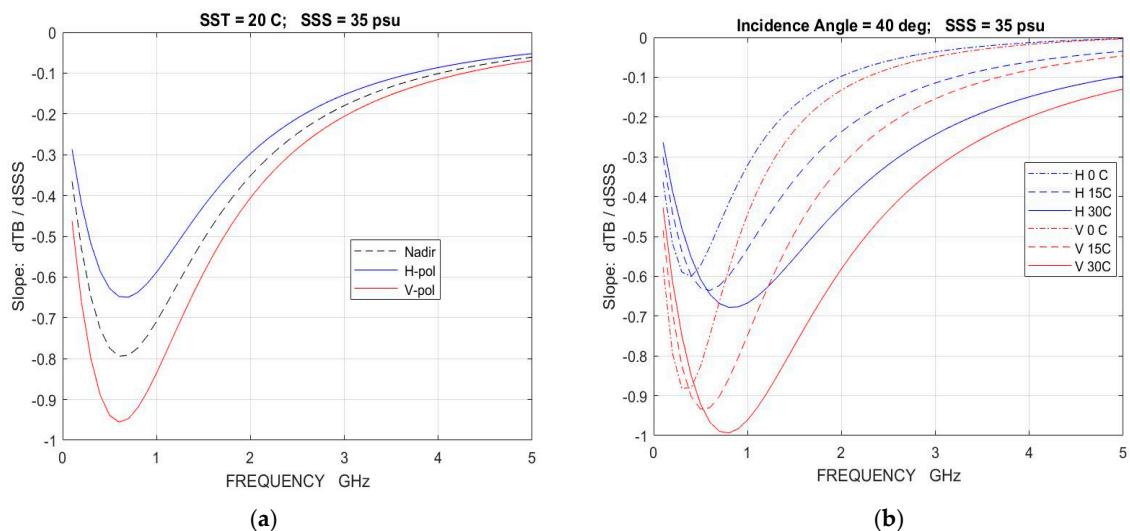 SST = 20 C; SSS = 35 psu
0
-0.1
-0.2
-0.3
-0.4
-0.5
-0.6
-0.7
-0.8
-0.9
-1
Slope: dTB / dSSS
Nadir
H-pol
V-pol
0 1 2 3 4 5
FREQUENCY GHz
(a)
Incidence Angle = 40 deg; SSS = 35 psu
0
-0.1
-0.2
-0.3
-0.4
-0.5
-0.6
-0.7
-0.8
-0.9
-1
Slope: dTB / dSSS
H 0 C
H 15C
H 30C
V 0 C
V 15C
V 30C
0 1 2 3 4 5
FREQUENCY GHz
(b)